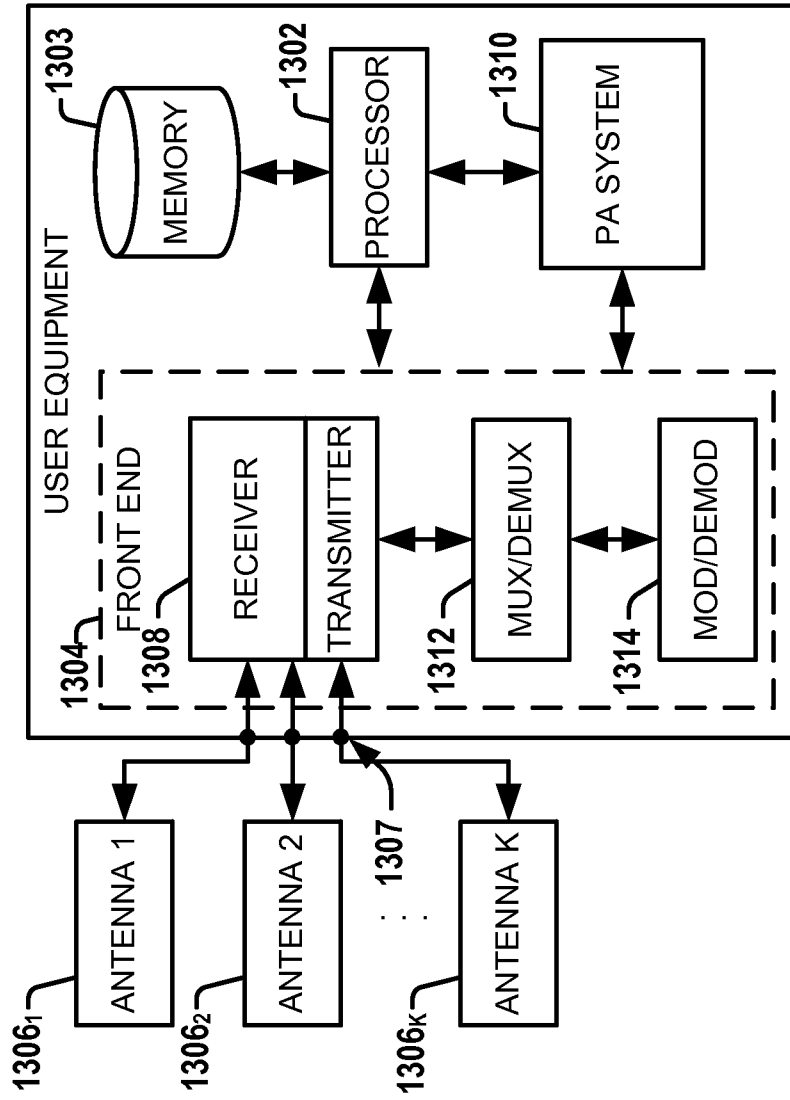 USER EQUIPMENT
1304
FRONT END
1308
RECEIVER
TRANSMITTER
1312
MUX/DEMUX
1314
MOD/DEMOD
MEMORY
1303
PROCESSOR
1302
PA SYSTEM
1310
1306₁
ANTENNA 1
1306₂
ANTENNA 2
. . .
1307
1306K
ANTENNA K